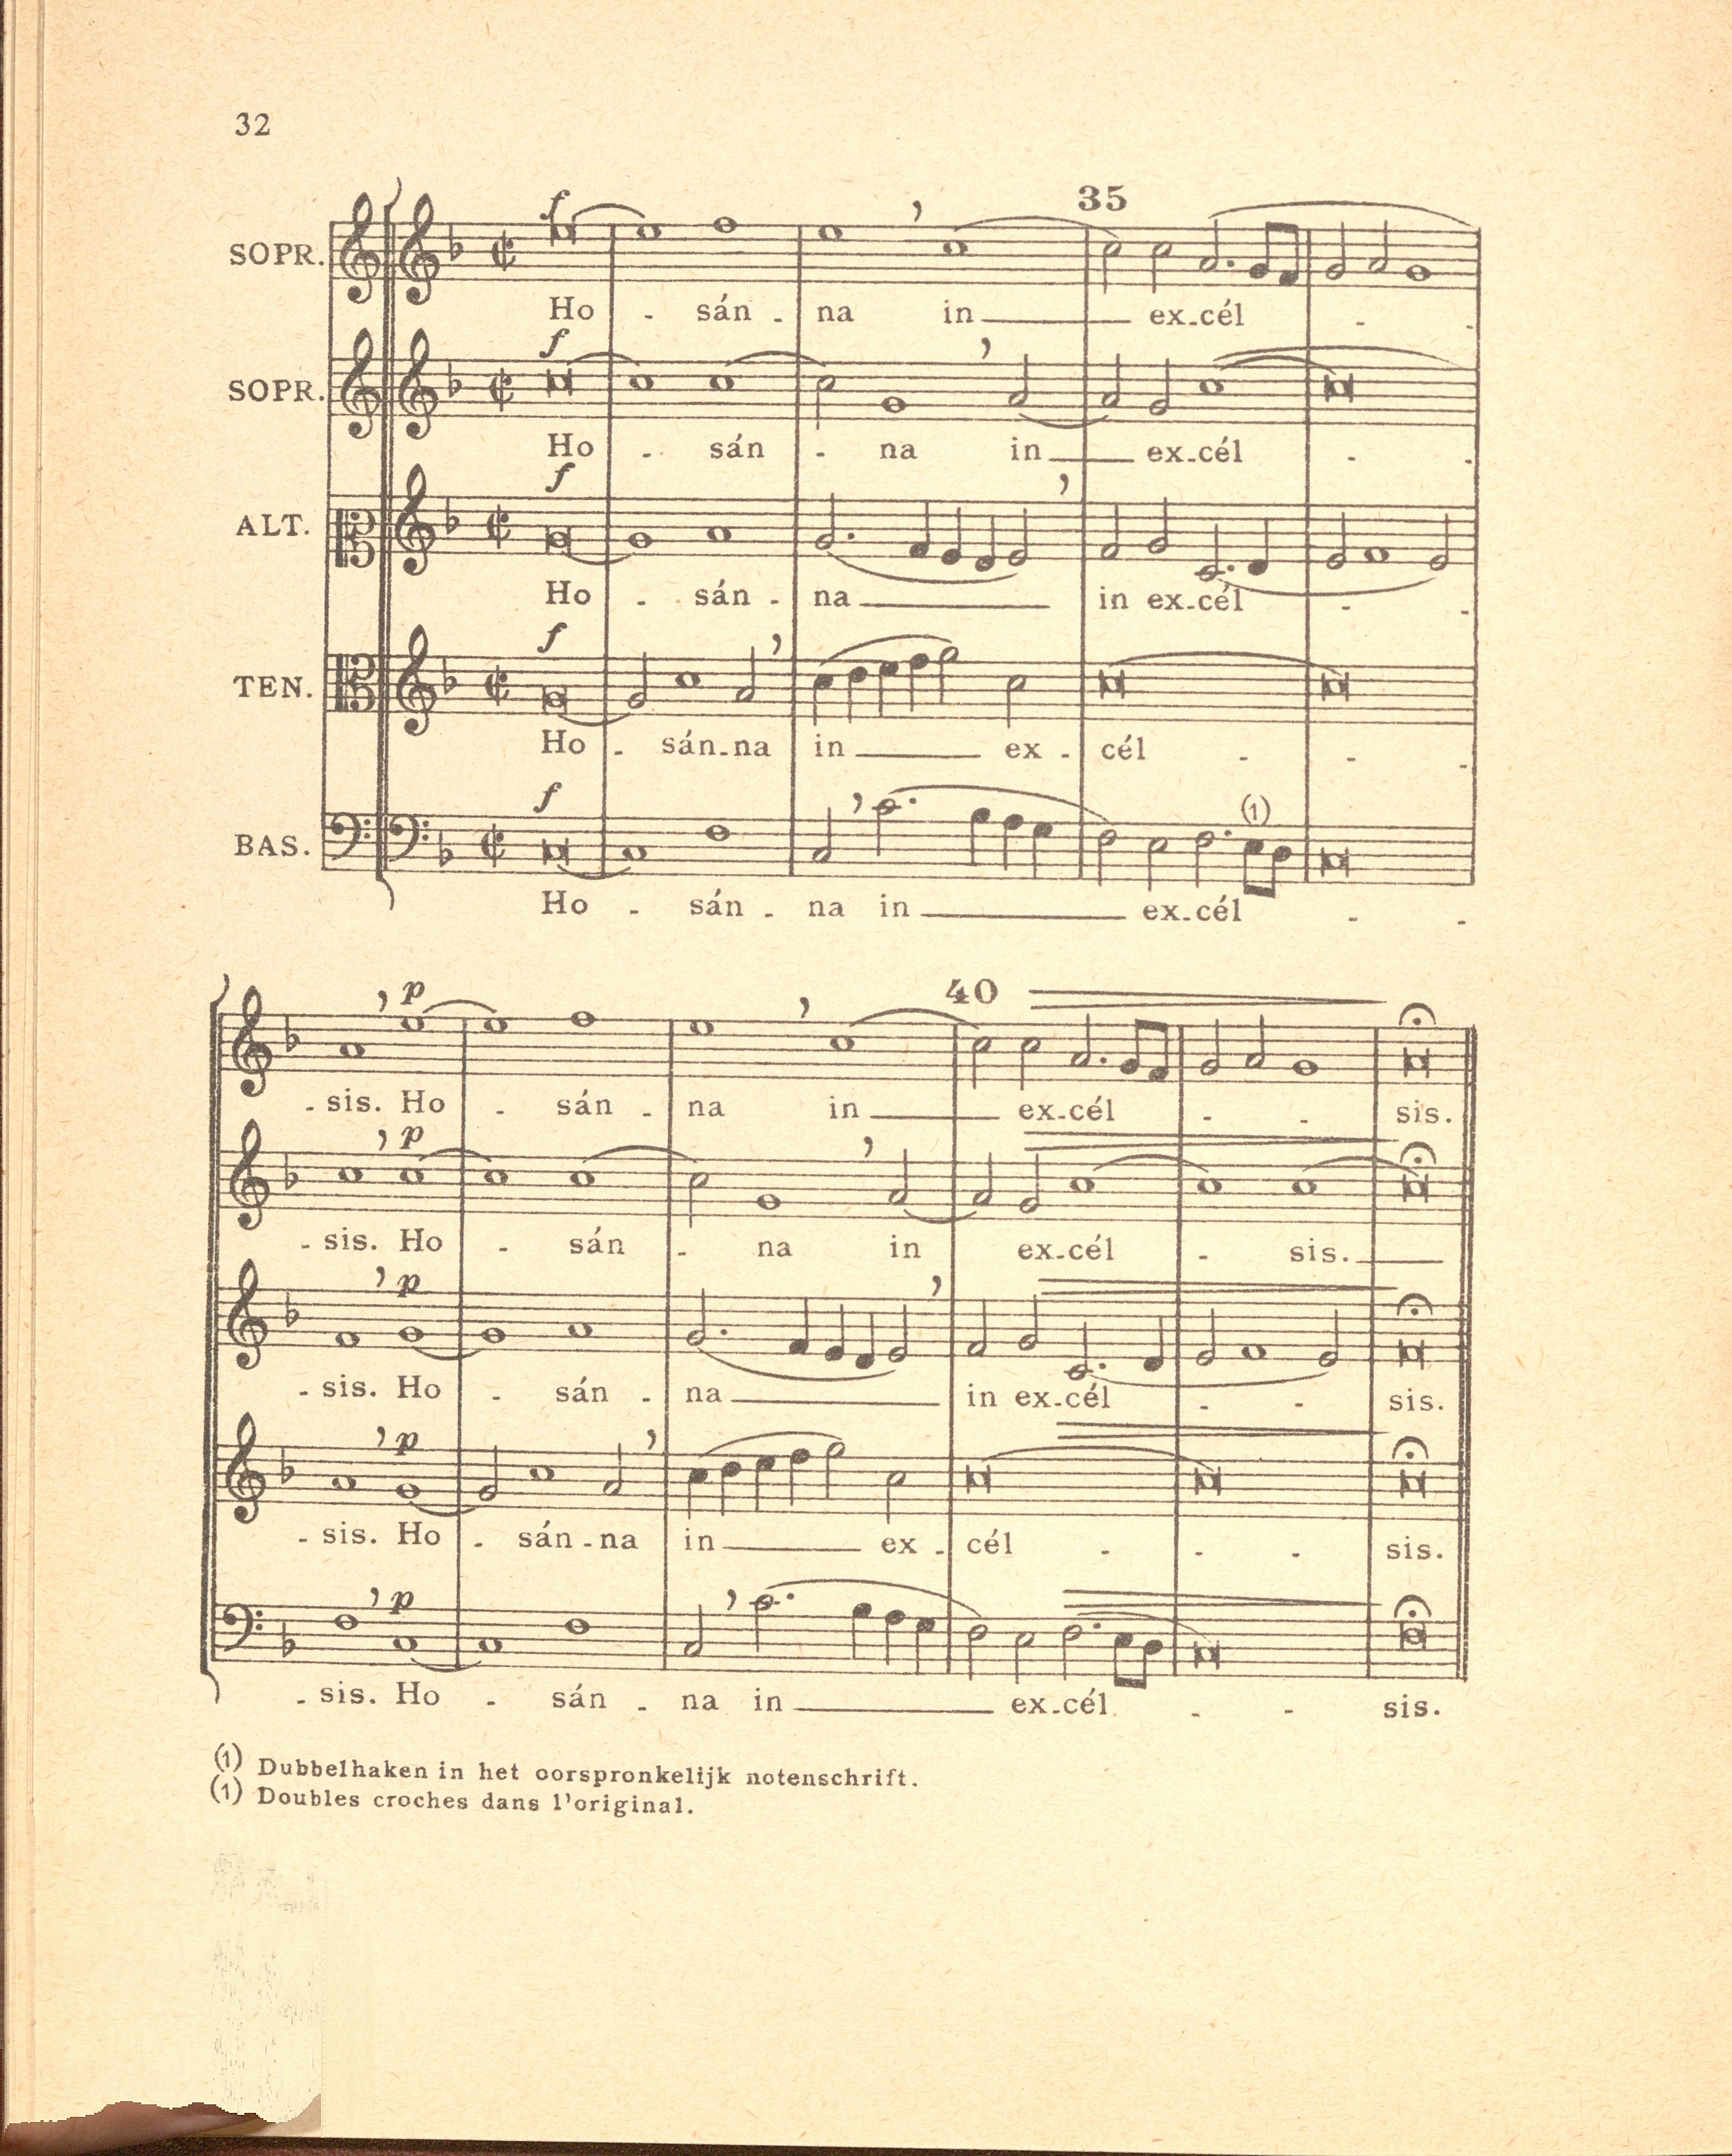 32
35
SOPR.
f
Ho - sán - na in ex-cél - -
SOPR.
f
Ho - sán - na in ex-cél - -
ALT.
f
Ho - sán - na in ex-cél - -
TEN.
f
Ho - sán-na in ex - cél - - -
BAS.
f
(1)
Ho - sán - na in ex-cél - -
p
40
- sis. Ho - sán - na in ex-cél - - sis.
p
- sis. Ho - sán - na in ex-cél - sis.
p
- sis. Ho - sán - na in ex-cél - - sis.
p
- sis. Ho - sán-na in ex - cél - - - sis.
p
- sis. Ho - sán - na in ex-cél - - sis.
(1) Dubbelhaken in het oorspronkelijk notenschrift.
(1) Doubles croches dans l'original.